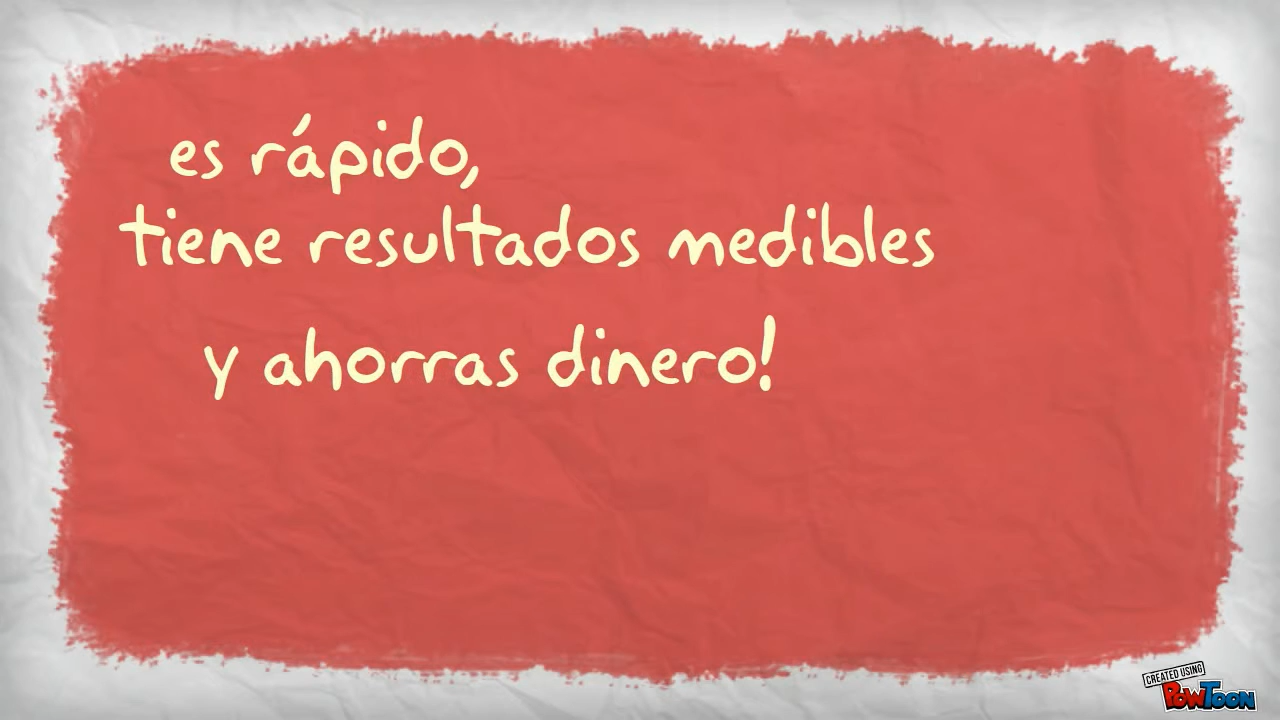 es rápido,
tiene resultados medibles
y ahorras dinero!
CREATED USING
POWTOON